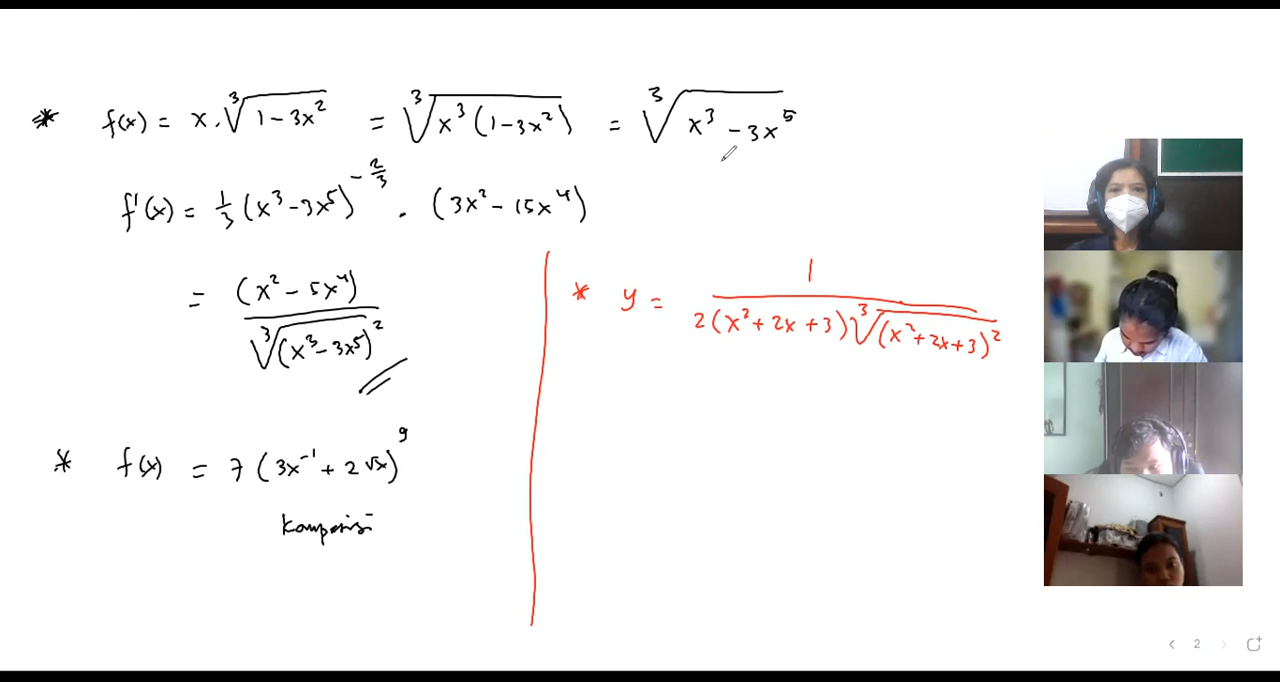 * f(x) = x . ∛(1 - 3x²) = ∛(x³ (1 - 3x²)) = ∛(x³ - 3x⁵)
f'(x) = 1/3 (x³ - 3x⁵)^(-2/3) . (3x² - 15x⁴)
= (x² - 5x⁴) / ∛((x³ - 3x⁵)²)
* f(x) = 7 (3x⁻¹ + 2√x)⁹
komposisi
* y = 1 / (2(x² + 2x + 3) ∛((x² + 2x + 3)²))
2